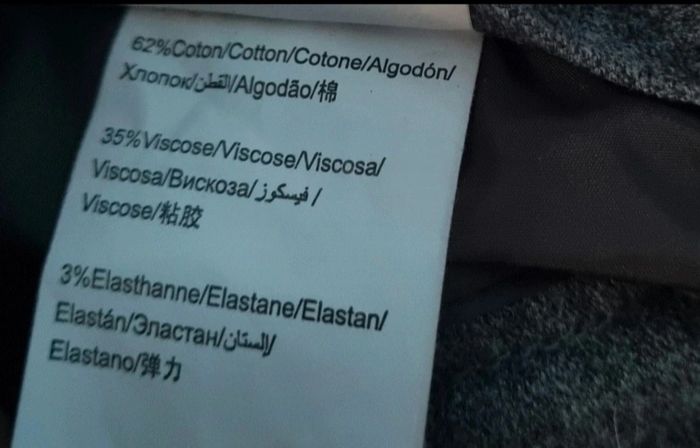 62%Coton/Cotton/Cotone/Algodón/
Хлопок/القطن/Algodão/棉
35%Viscose/Viscose/Viscosa/
Viscosa/Вискоза/فيسكوز/
Viscose/粘胶
3%Elasthanne/Elastane/Elastan/
Elastán/Эластан/إلستان/
Elastano/弹力